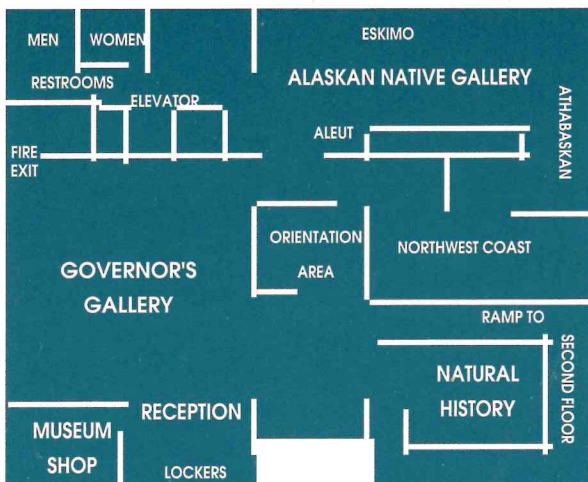 MEN WOMEN
RESTROOMS
ELEVATOR
FIRE
EXIT
ESKIMO
ALASKAN NATIVE GALLERY
ALEUT
ATHABASKAN
ORIENTATION
AREA
NORTHWEST COAST
GOVERNOR'S
GALLERY
RAMP TO
SECOND FLOOR
NATURAL
HISTORY
RECEPTION
MUSEUM
SHOP
LOCKERS